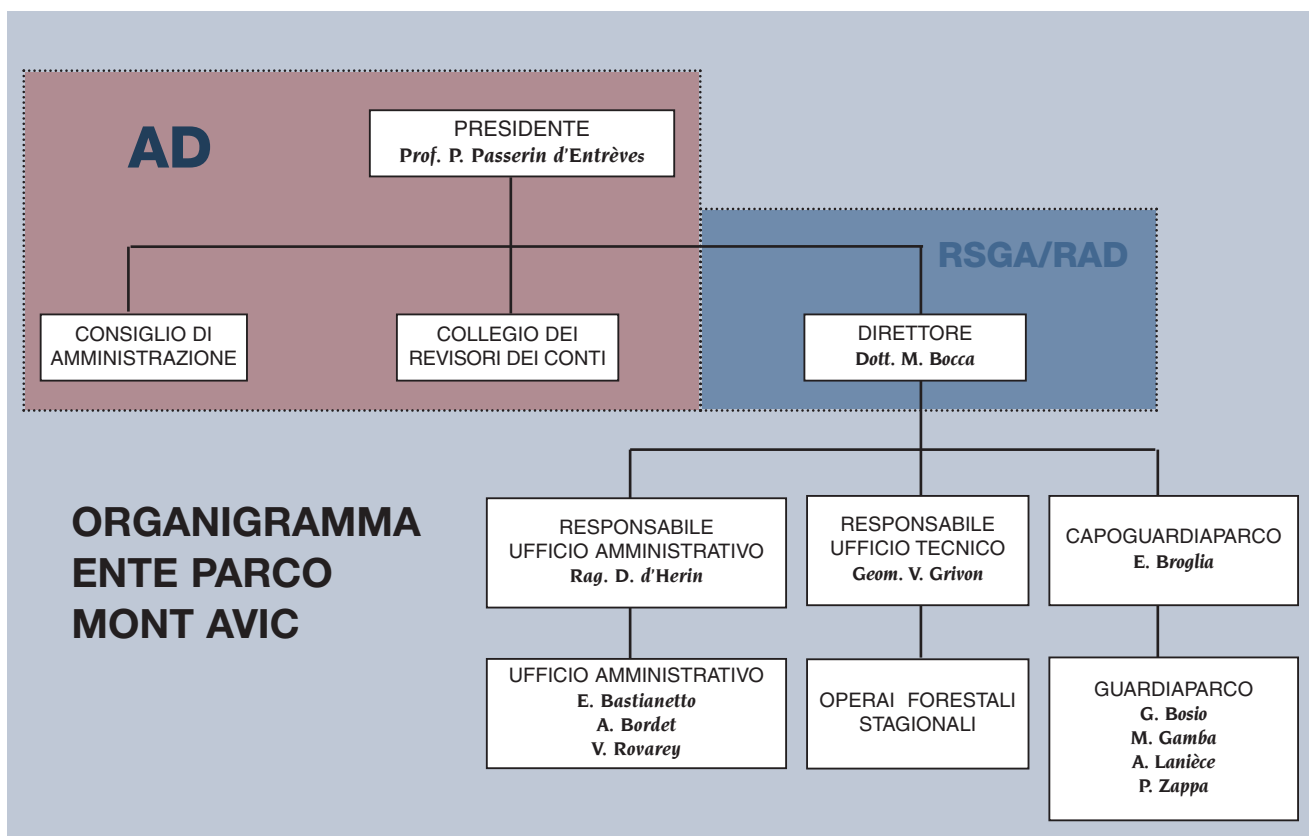 AD
PRESIDENTE
Prof. P. Passerin d'Entrèves
RSGA/RAD
CONSIGLIO DI
AMMINISTRAZIONE
COLLEGIO DEI
REVISORI DEI CONTI
DIRETTORE
Dott. M. Bocca
ORGANIGRAMMA
ENTE PARCO
MONT AVIC
RESPONSABILE
UFFICIO AMMINISTRATIVO
Rag. D. d'Herin
RESPONSABILE
UFFICIO TECNICO
Geom. V. Grivon
CAPOGUARDIAPARCO
E. Broglia
UFFICIO AMMINISTRATIVO
E. Bastianetto
A. Bordet
V. Rovarey
OPERAI FORESTALI
STAGIONALI
GUARDIAPARCO
G. Bosio
M. Gamba
A. Lanièce
P. Zappa